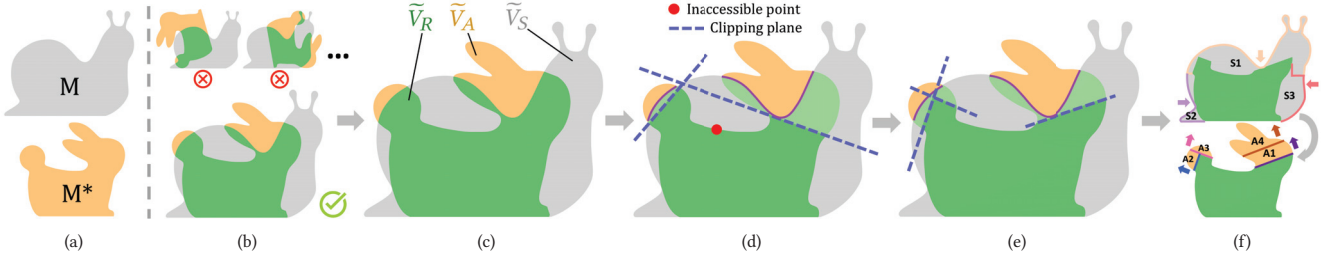 M
M*
(a)
•••
(b)
Ṽ_R
Ṽ_A
Ṽ_S
(c)
Inaccessible point
Clipping plane
(d)
(e)
S1
S3
S2
A4
A3
A1
A2
(f)